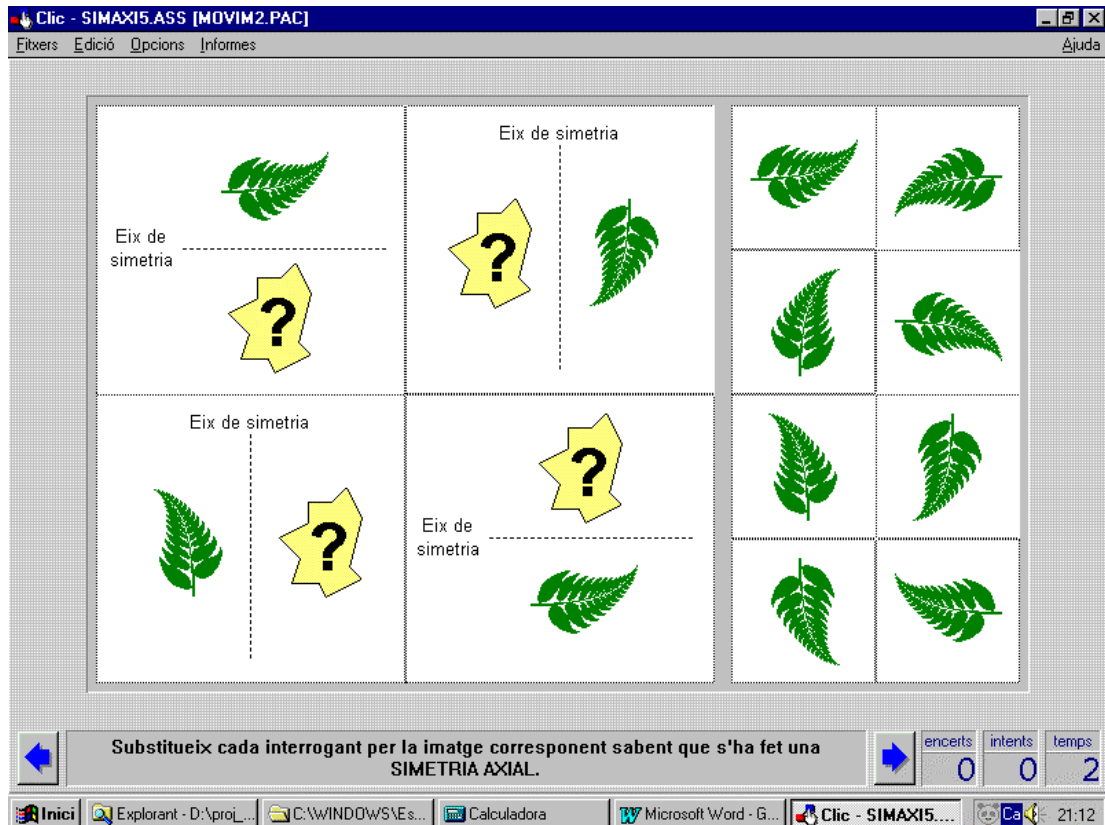 Clic - SIMAXI5.ASS [MOVIM2.PAC]
Fitxers Edició Opcions Informes Ajuda
Eix de simetria
Eix de
simetria
?
?
Eix de simetria
?
?
Eix de
simetria
Substitueix cada interrogant per la imatge corresponent sabent que s'ha fet una
SIMETRIA AXIAL.
encerts intents temps
0 0 2
Inici Explorant - D:\proj_... C:\WINDOWS\Es... Calculadora Microsoft Word - G... Clic - SIMAXI5.... Ca 21:12